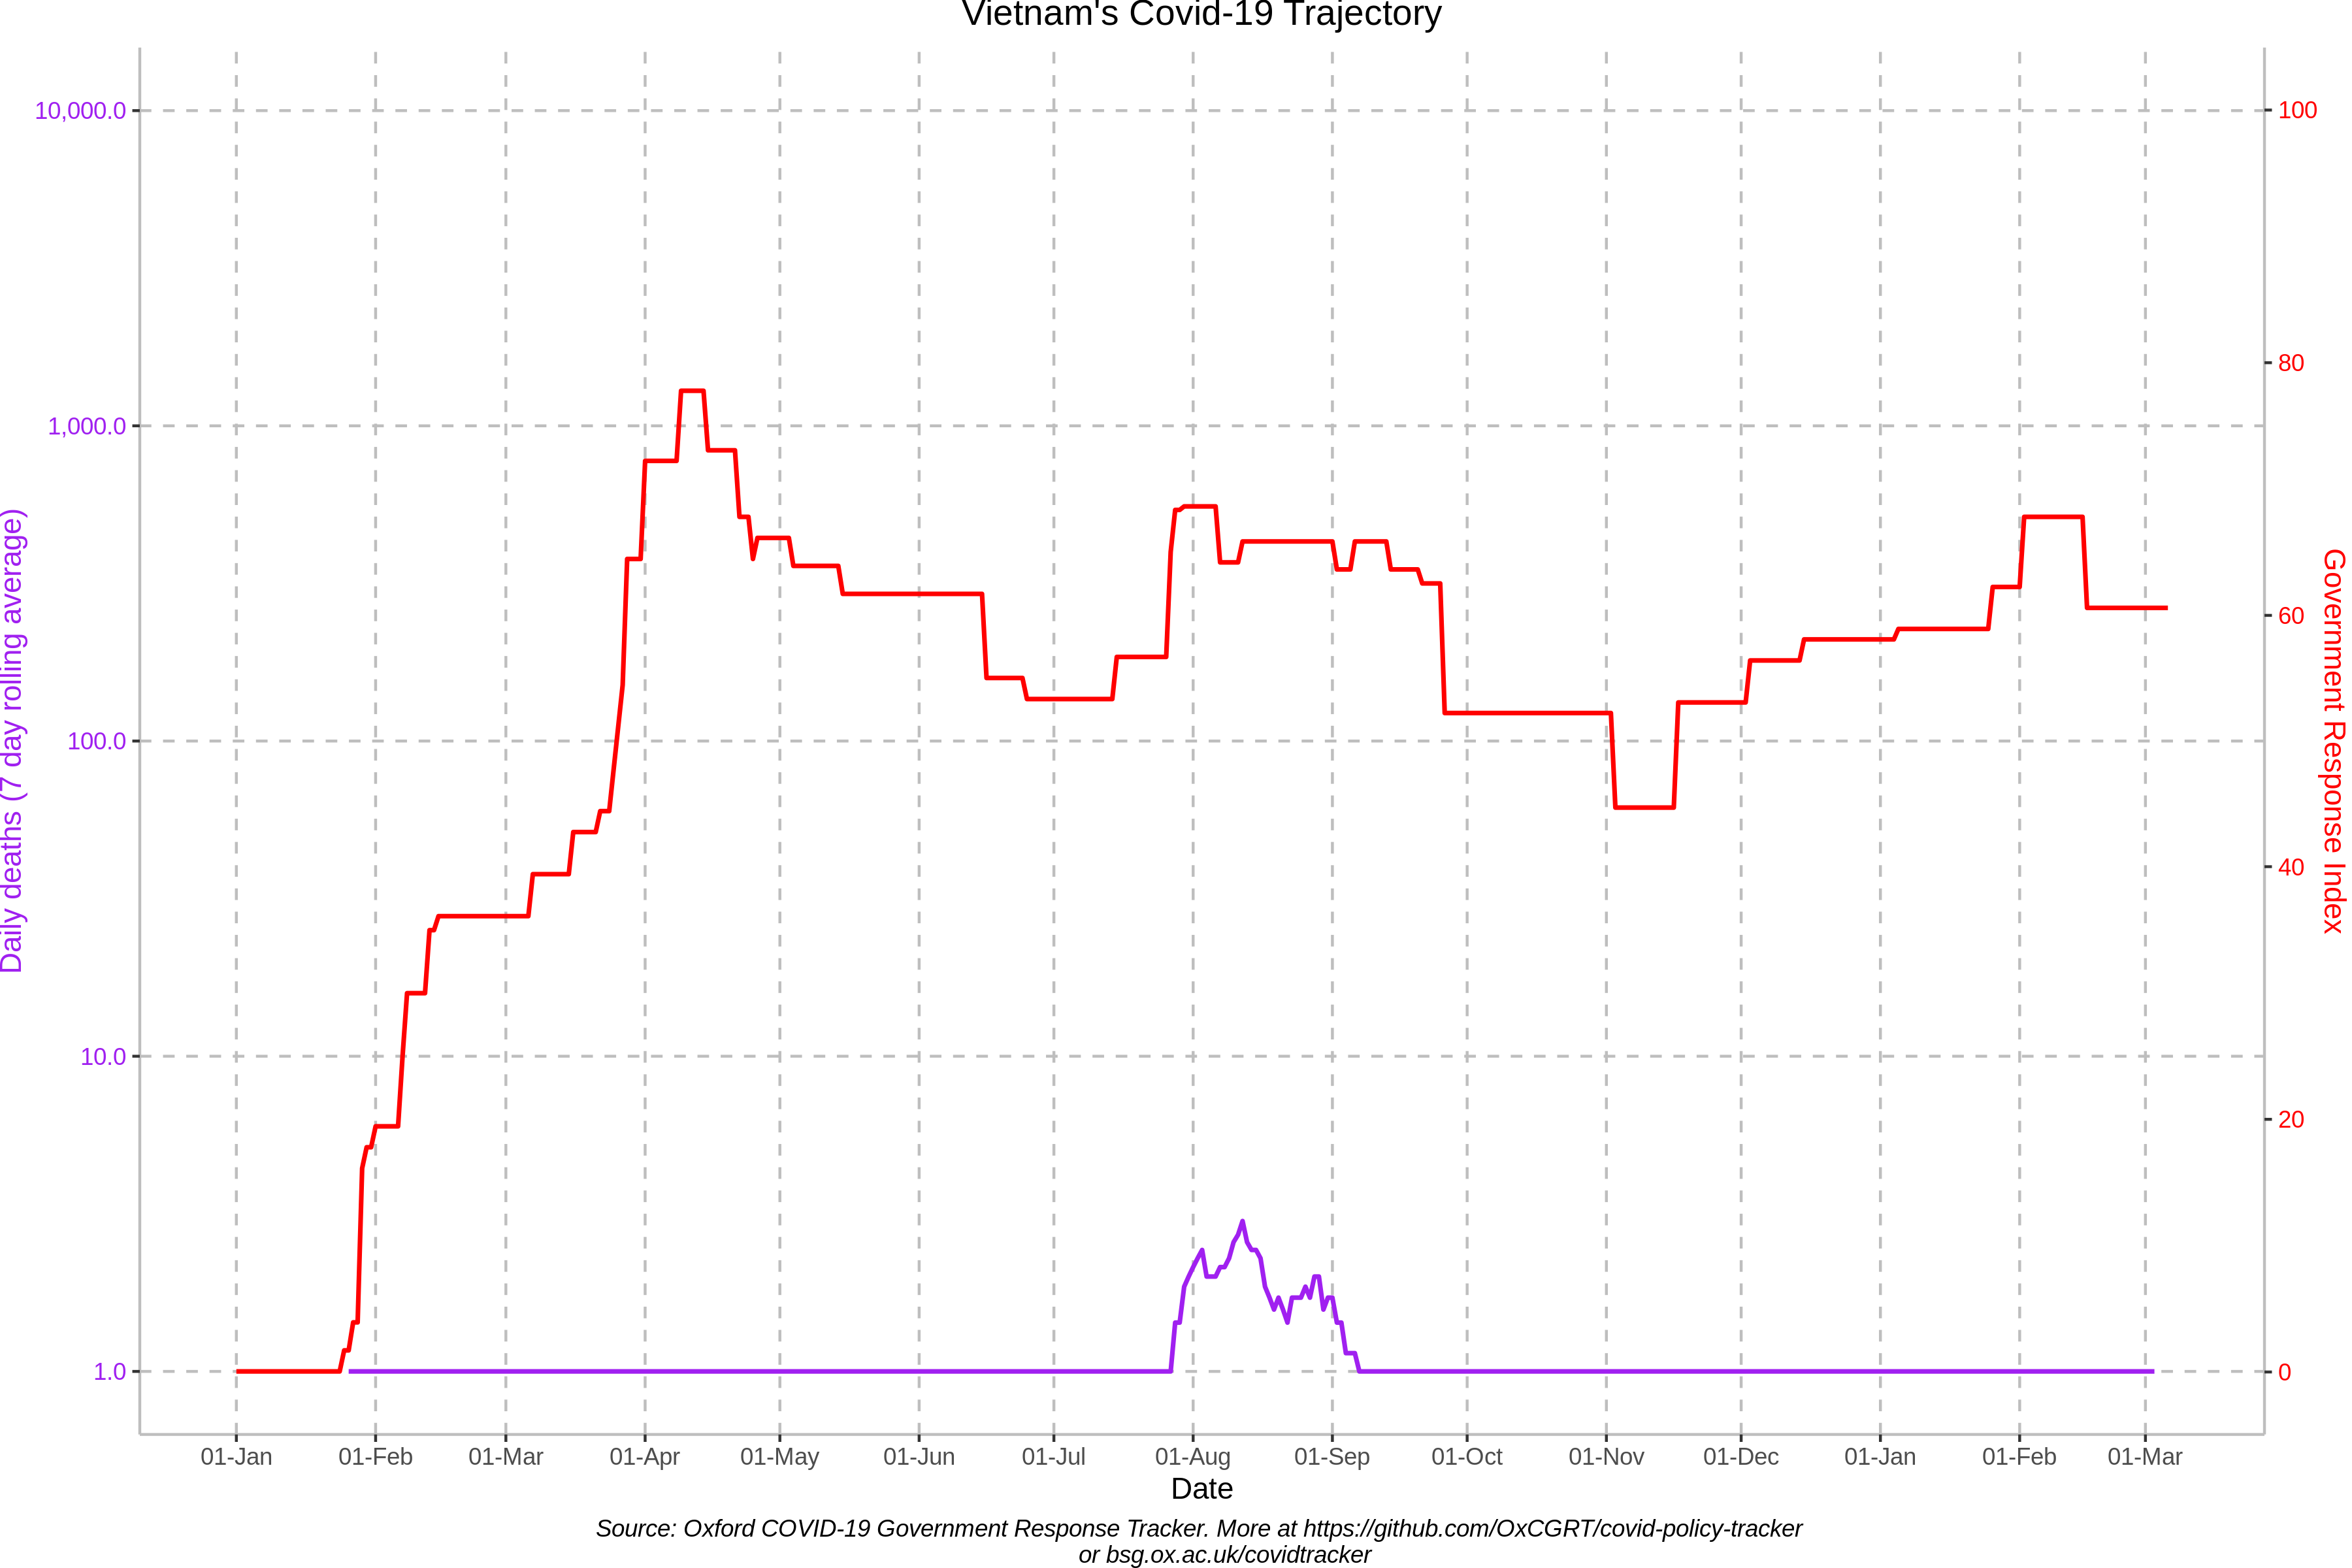 Vietnam's Covid-19 Trajectory
10,000.0
1,000.0
100.0
10.0
1.0
Daily deaths (7 day rolling average)
100
80
60
40
20
0
Government Response Index
01-Jan 01-Feb 01-Mar 01-Apr 01-May 01-Jun 01-Jul 01-Aug 01-Sep 01-Oct 01-Nov 01-Dec 01-Jan 01-Feb 01-Mar
Date
Source: Oxford COVID-19 Government Response Tracker. More at https://github.com/OxCGRT/covid-policy-tracker
or bsg.ox.ac.uk/covidtracker